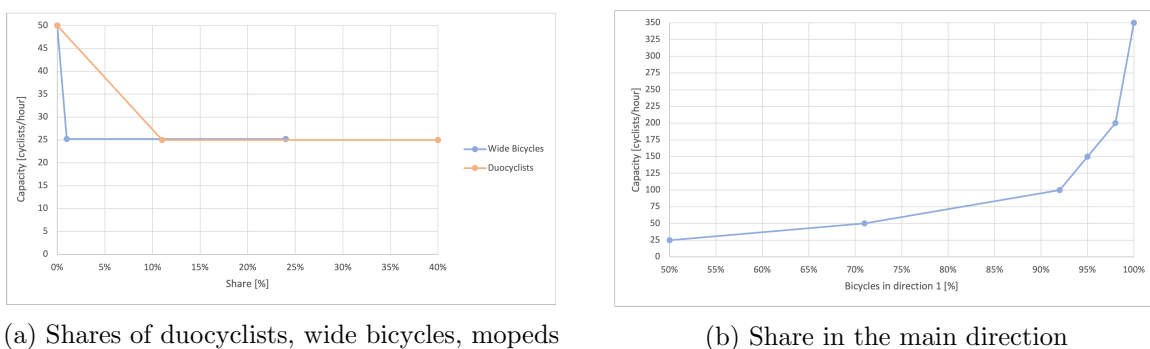 50
45
40
35
30
25
20
15
10
5
0
Capacity [cyclists/hour]
0% 5% 10% 15% 20% 25% 30% 35% 40%
Share [%]
Wide Bicycles
Duocyclists
(a) Shares of duocyclists, wide bicycles, mopeds
350
325
300
275
250
225
200
175
150
125
100
75
50
25
0
Capacity [cyclists/hour]
50% 55% 60% 65% 70% 75% 80% 85% 90% 95% 100%
Bicycles in direction 1 [%]
(b) Share in the main direction